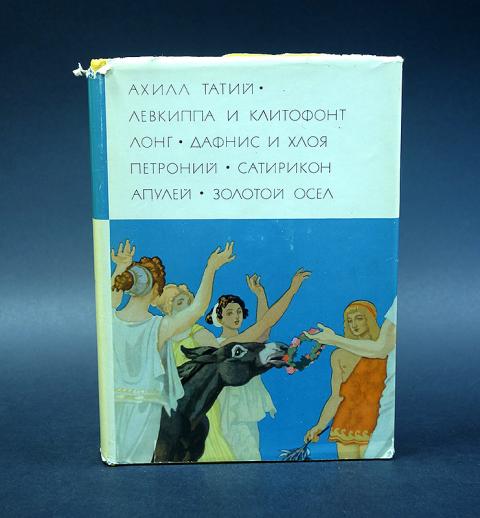 АХИЛЛ ТАТИЙ •
ЛЕВКИППА И КЛИТОФОНТ
ЛОНГ • ДАФНИС И ХЛОЯ
ПЕТРОНИЙ • САТИРИКОН
АПУЛЕЙ • ЗОЛОТОЙ ОСЕЛ